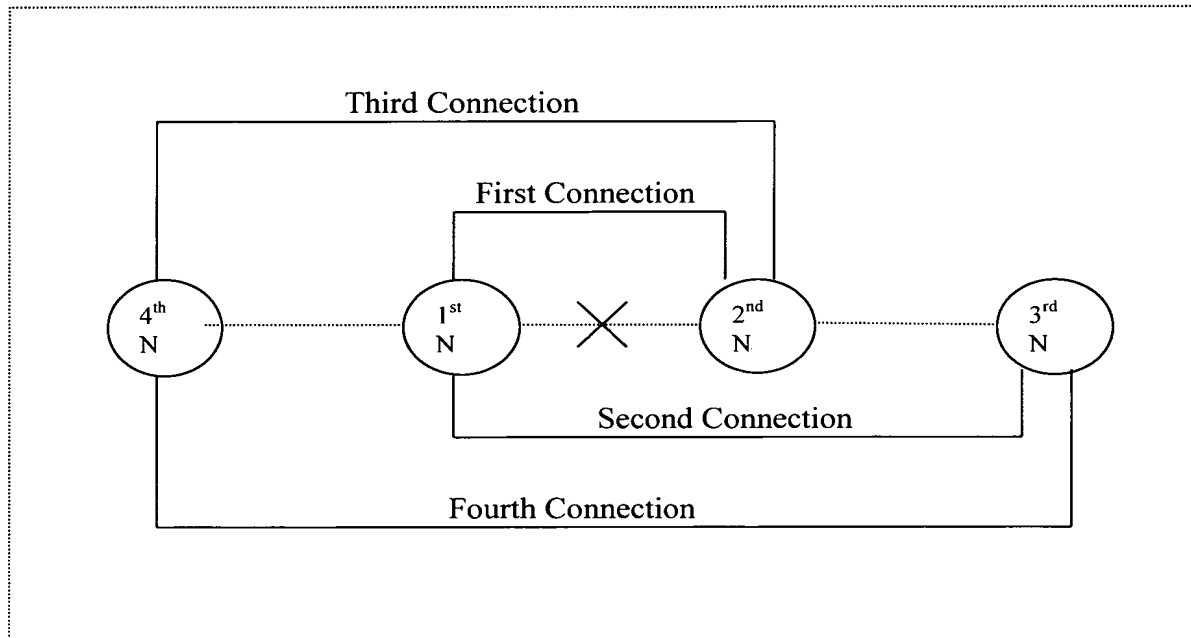 Third Connection
First Connection
4th
N
1st
N
2nd
N
3rd
N
Second Connection
Fourth Connection